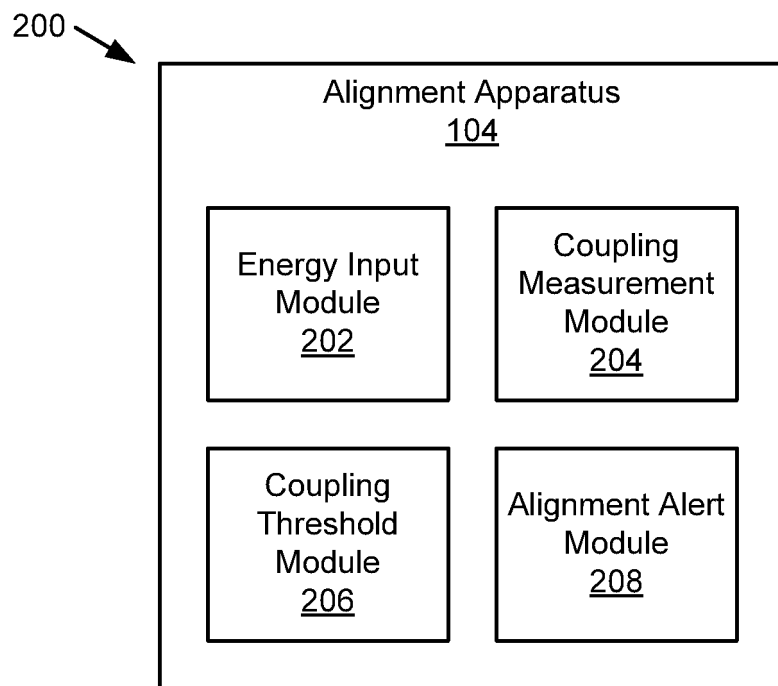 200
Alignment Apparatus
104
Energy Input
Module
202
Coupling
Measurement
Module
204
Coupling
Threshold
Module
206
Alignment Alert
Module
208